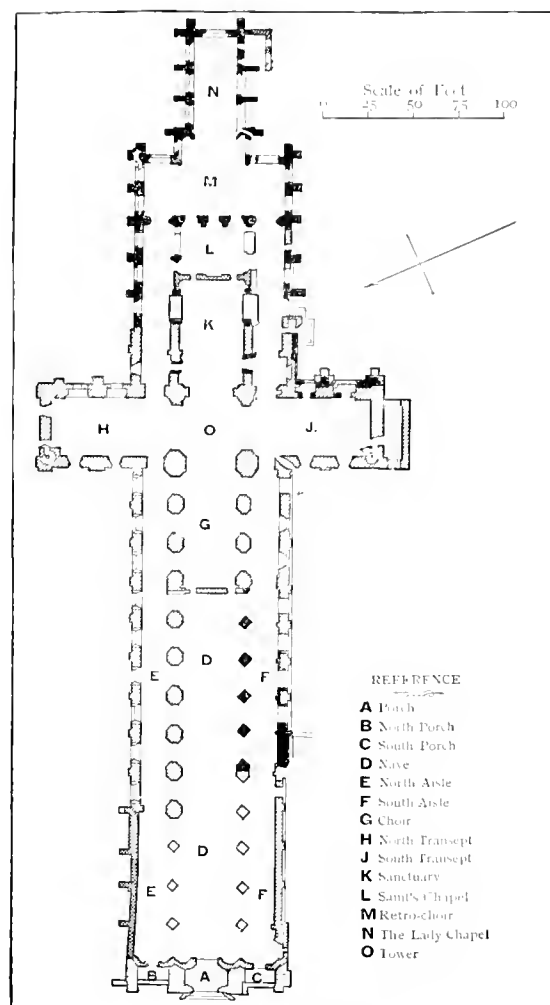 N
Scale of Feet
0 25 50 75 100
M
L
K
H O J.
G
E D F
REFERENCE
A Porch
B North Porch
C South Porch
D Nave
E North Aisle
F South Aisle
G Choir
H North Transept
J South Transept
K Sanctuary
L Saint's Chapel
M Retro-choir
N The Lady Chapel
O Tower
D
E F
B A C